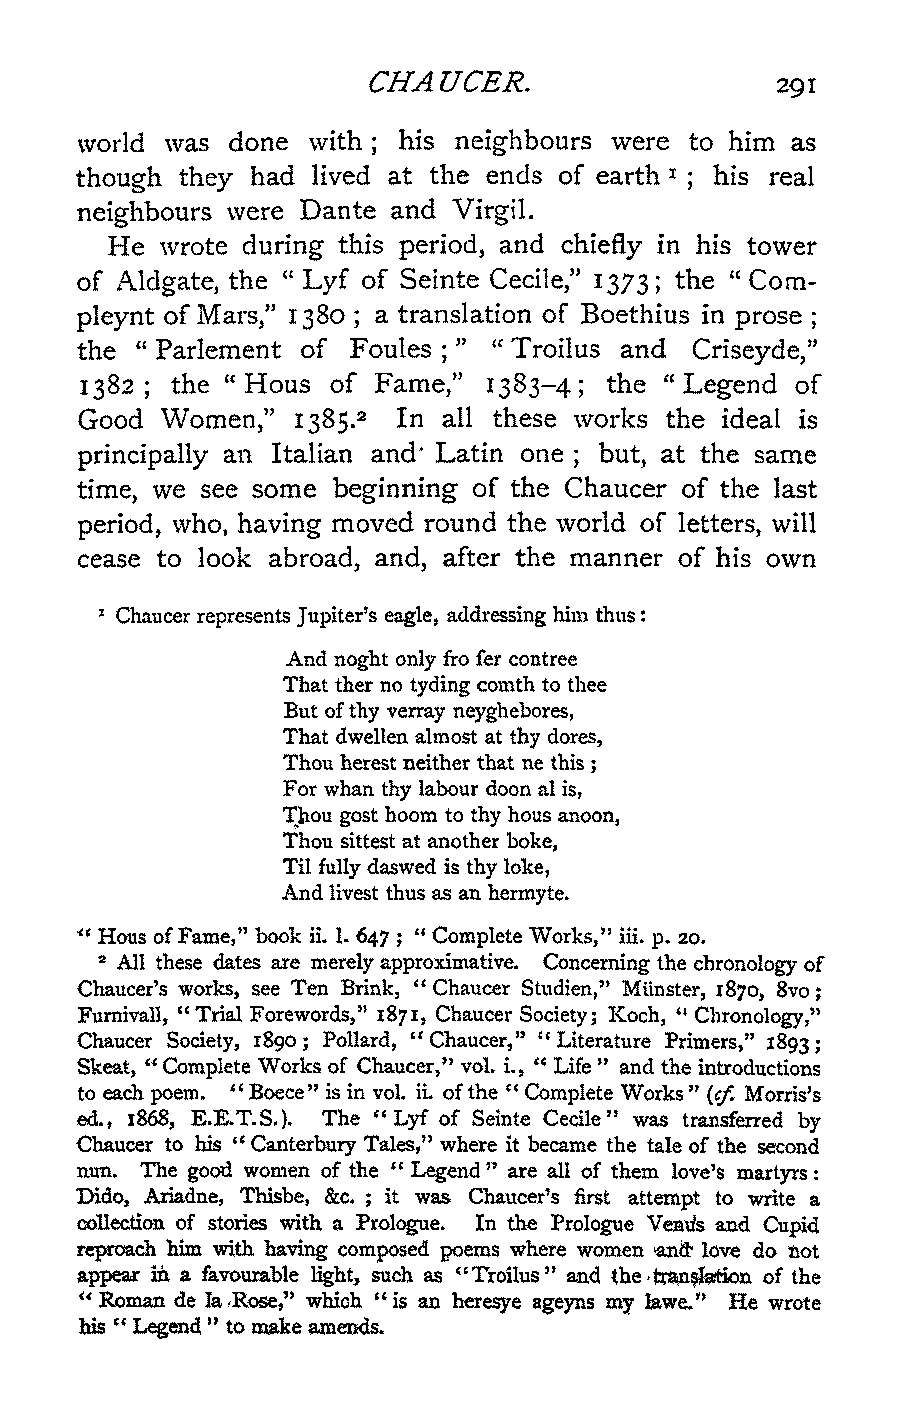 CHAUCER. 291
world was done with ; his neighbours were to him as
though they had lived at the ends of earth ¹ ; his real
neighbours were Dante and Virgil.
He wrote during this period, and chiefly in his tower
of Aldgate, the “ Lyf of Seinte Cecile,” 1373 ; the “ Com-
pleynt of Mars,” 1380 ; a translation of Boethius in prose ;
the “ Parlement of Foules ; ” “ Troilus and Criseyde,”
1382 ; the “ Hous of Fame,” 1383–4 ; the “ Legend of
Good Women,” 1385.² In all these works the ideal is
principally an Italian and Latin one ; but, at the same
time, we see some beginning of the Chaucer of the last
period, who, having moved round the world of letters, will
cease to look abroad, and, after the manner of his own
¹ Chaucer represents Jupiter’s eagle, addressing him thus :
And noght only fro fer contree
That ther no tyding comth to thee
But of thy verray neyghebores,
That dwellen almost at thy dores,
Thou herest neither that ne this ;
For whan thy labour doon al is,
Thou gost hoom to thy hous anoon,
Thou sittest at another boke,
Til fully daswed is thy loke,
And livest thus as an hermyte.
“ Hous of Fame,” book ii. l. 647 ; “ Complete Works,” iii. p. 20.
² All these dates are merely approximative. Concerning the chronology of
Chaucer’s works, see Ten Brink, “ Chaucer Studien,” Münster, 1870, 8vo ;
Furnivall, “ Trial Forewords,” 1871, Chaucer Society ; Koch, “ Chronology,”
Chaucer Society, 1890 ; Pollard, “ Chaucer,” “ Literature Primers,” 1893 ;
Skeat, “ Complete Works of Chaucer,” vol. i., “ Life ” and the introductions
to each poem. “ Boece” is in vol. ii. of the “ Complete Works ” (cf. Morris’s
ed., 1868, E.E.T.S.). The “ Lyf of Seinte Cecile ” was transferred by
Chaucer to his “ Canterbury Tales,” where it became the tale of the second
nun. The good women of the “ Legend ” are all of them love’s martyrs :
Dido, Ariadne, Thisbe, &c. ; it was Chaucer’s first attempt to write a
collection of stories with a Prologue. In the Prologue Venus and Cupid
reproach him with having composed poems where women and love do not
appear in a favourable light, such as “Troilus ” and the translation of the
“ Roman de la Rose,” which “ is an heresye ageyns my lawe.” He wrote
his “ Legend ” to make amends.